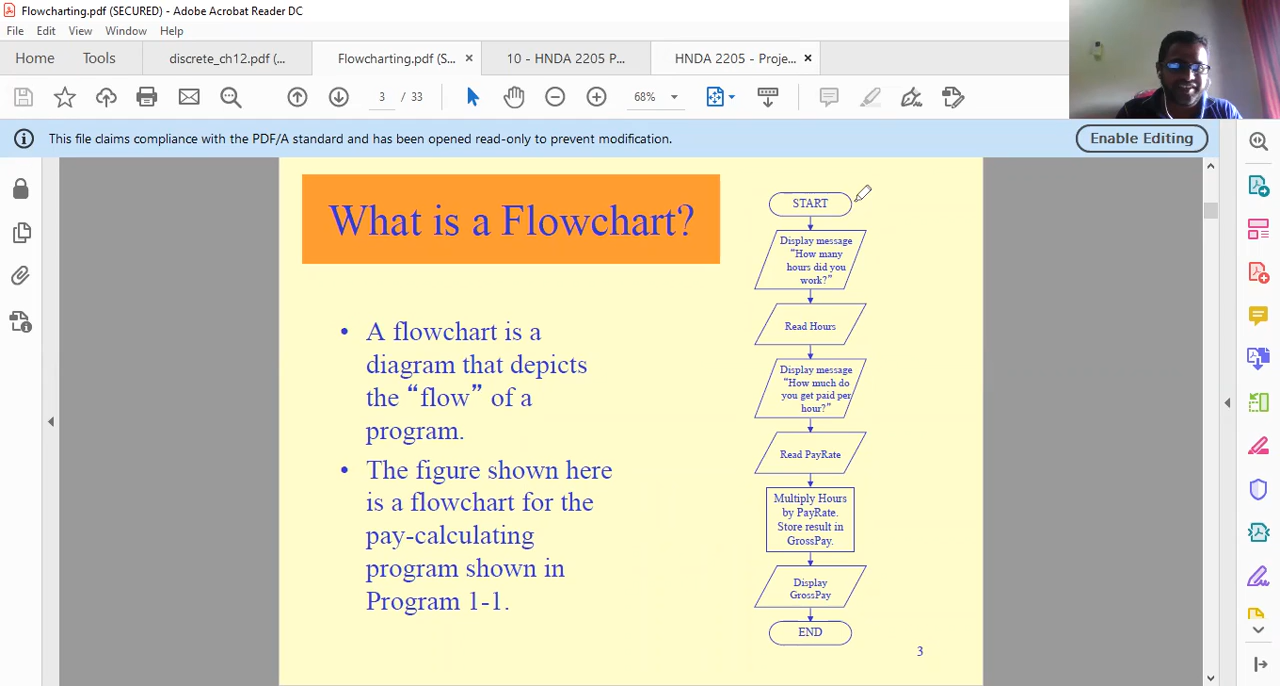 Flowcharting.pdf (SECURED) - Adobe Acrobat Reader DC
File Edit View Window Help
Home Tools discrete_ch12.pdf (... Flowcharting.pdf (S... × 10 - HNDA 2205 P... HNDA 2205 - Proje... ×
3 / 33 68%
This file claims compliance with the PDF/A standard and has been opened read-only to prevent modification.
Enable Editing
What is a Flowchart?
• A flowchart is a
diagram that depicts
the “flow” of a
program.
• The figure shown here
is a flowchart for the
pay-calculating
program shown in
Program 1-1.
START
Display message
“How many
hours did you
work?”
Read Hours
Display message
“How much do
you get paid per
hour?”
Read PayRate
Multiply Hours
by PayRate.
Store result in
GrossPay.
Display
GrossPay
END
3